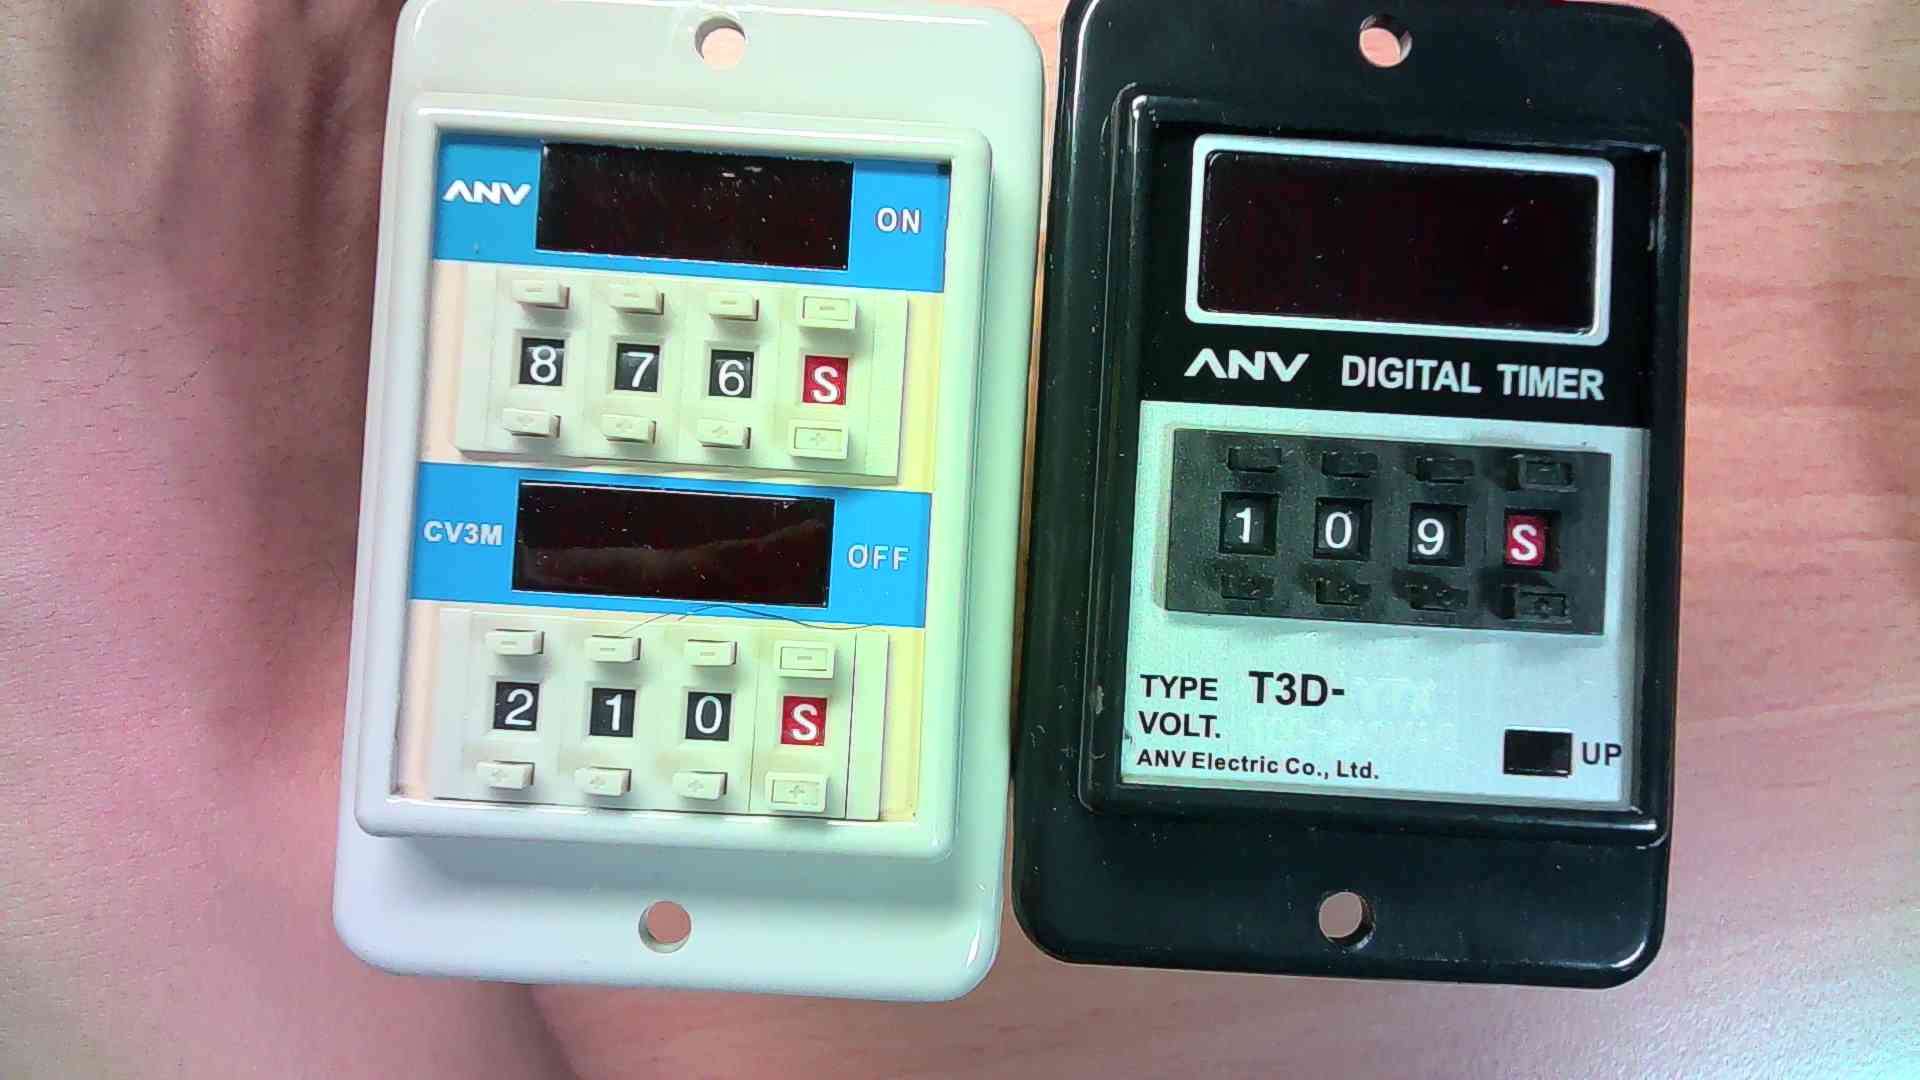 ANV ON
- - - -
8 7 6 S
+ + + +
CV3M OFF
- - - -
2 1 0 S
+ + + +
ANV DIGITAL TIMER
1 0 9 S
TYPE T3D-
VOLT.
ANV Electric Co., Ltd.
UP